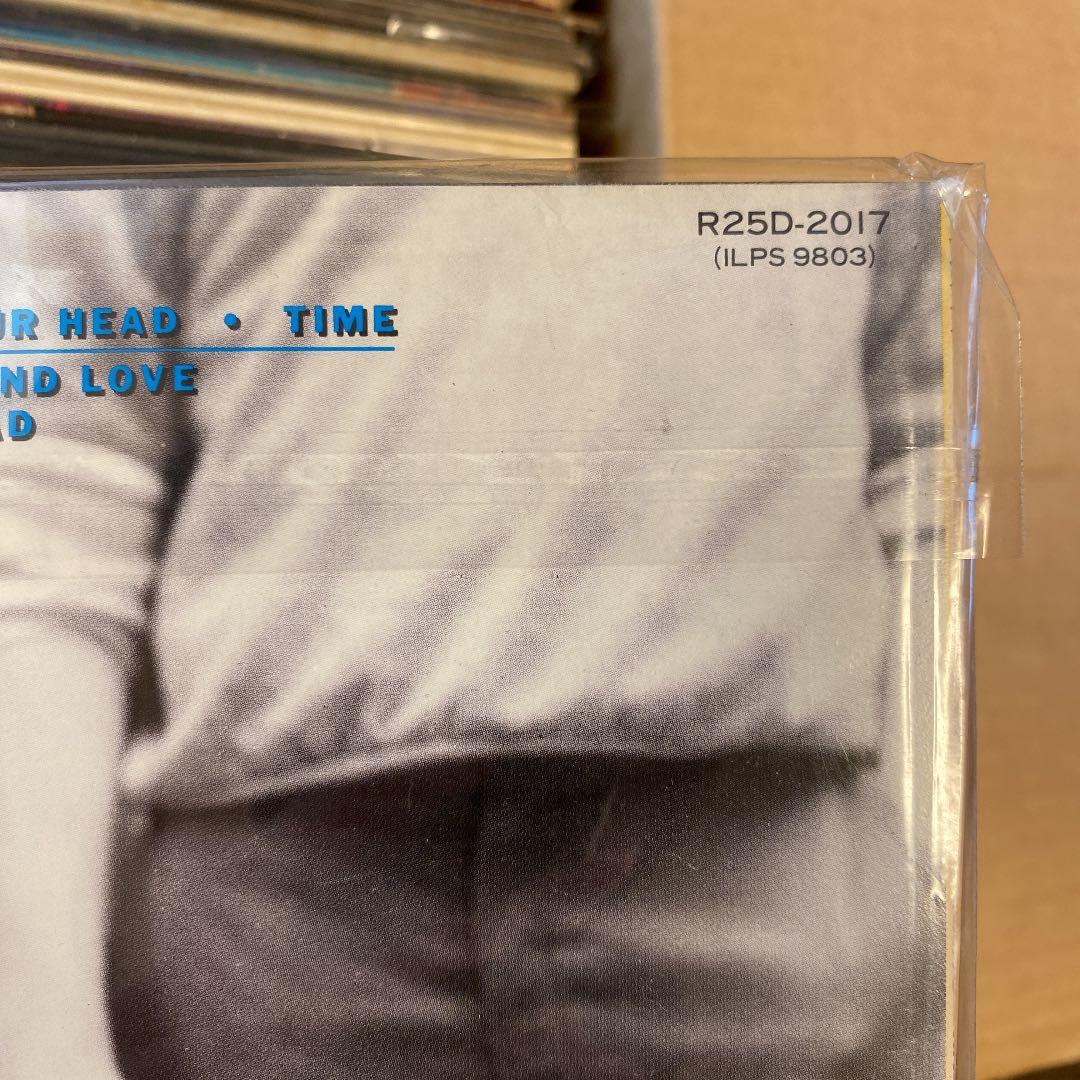 R25D-2017
(ILPS 9803)
HEAD • TIME
LOVE